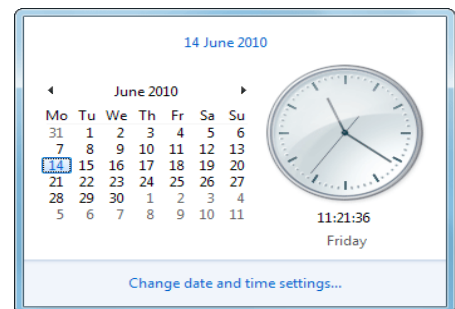 14 June 2010
June 2010
Mo Tu We Th Fr Sa Su
31 1 2 3 4 5 6
7 8 9 10 11 12 13
14 15 16 17 18 19 20
21 22 23 24 25 26 27
28 29 30 1 2 3 4
5 6 7 8 9 10 11
11:21:36
Friday
Change date and time settings...